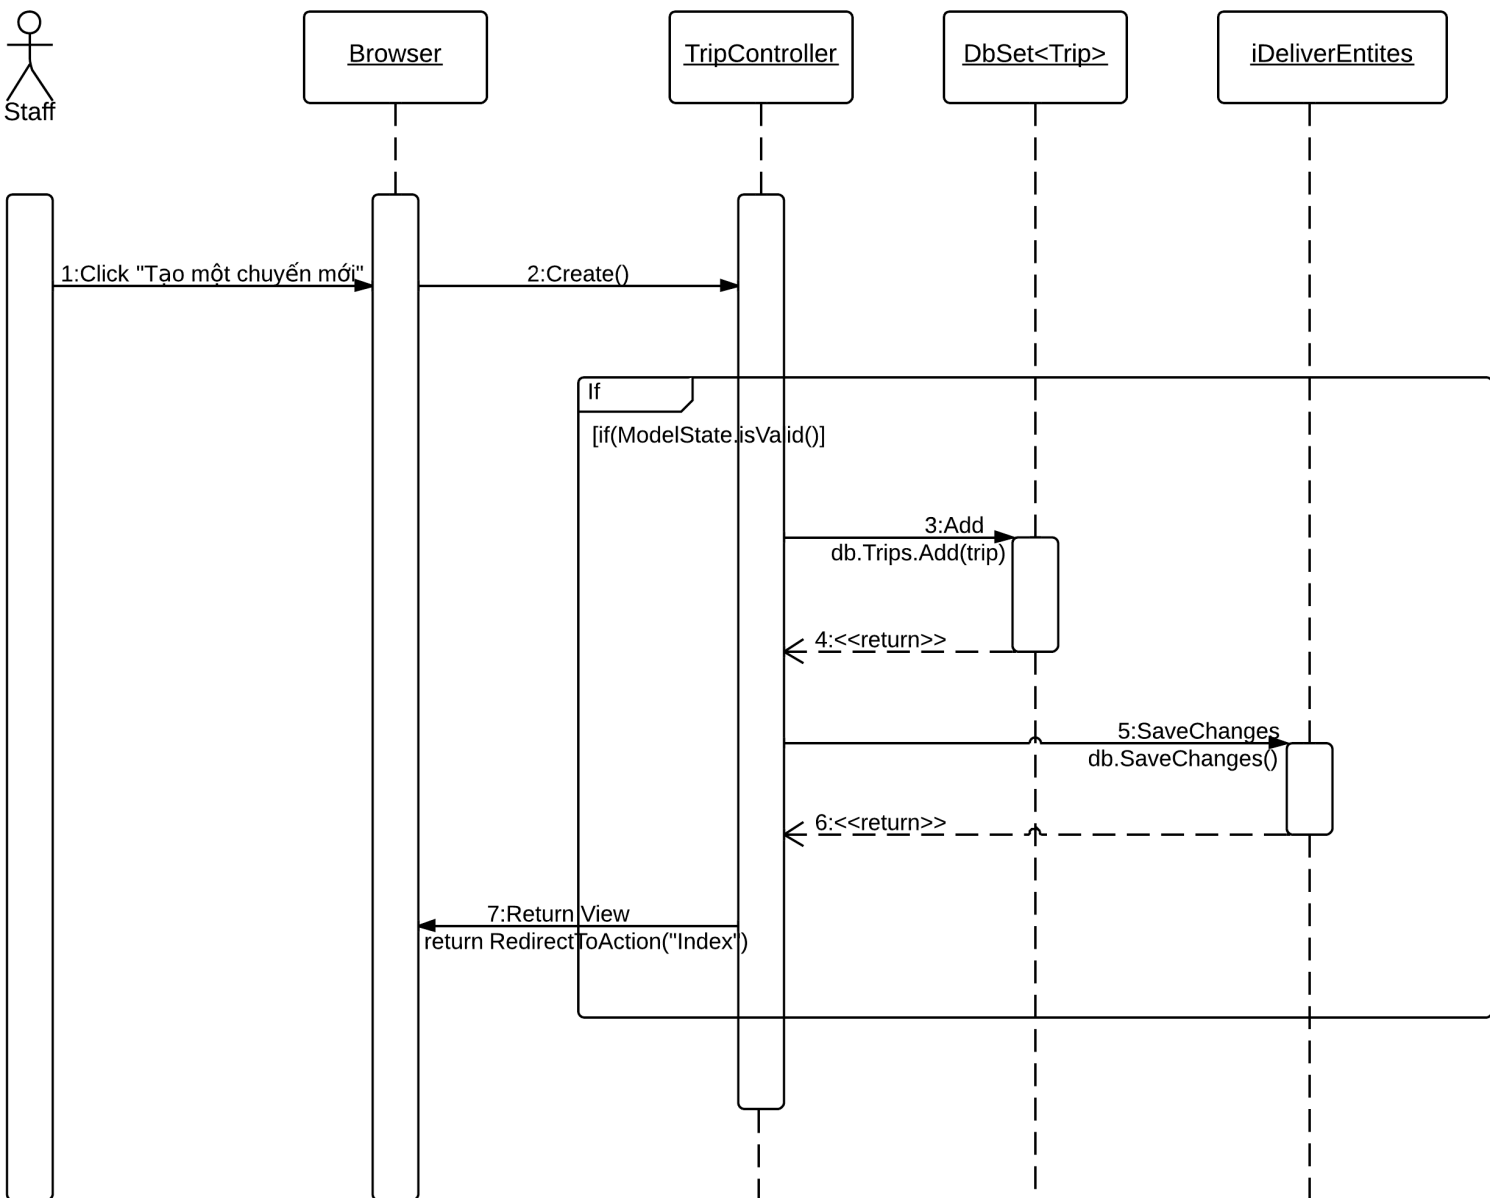 Staff
Browser
TripController
DbSet<Trip>
iDeliverEntites
1:Click "Tạo một chuyến mới"
2:Create()
If
[if(ModelState.isValid()]
3:Add
db.Trips.Add(trip)
4:<<return>>
5:SaveChanges
db.SaveChanges()
6:<<return>>
7:Return View
return RedirectToAction("Index")